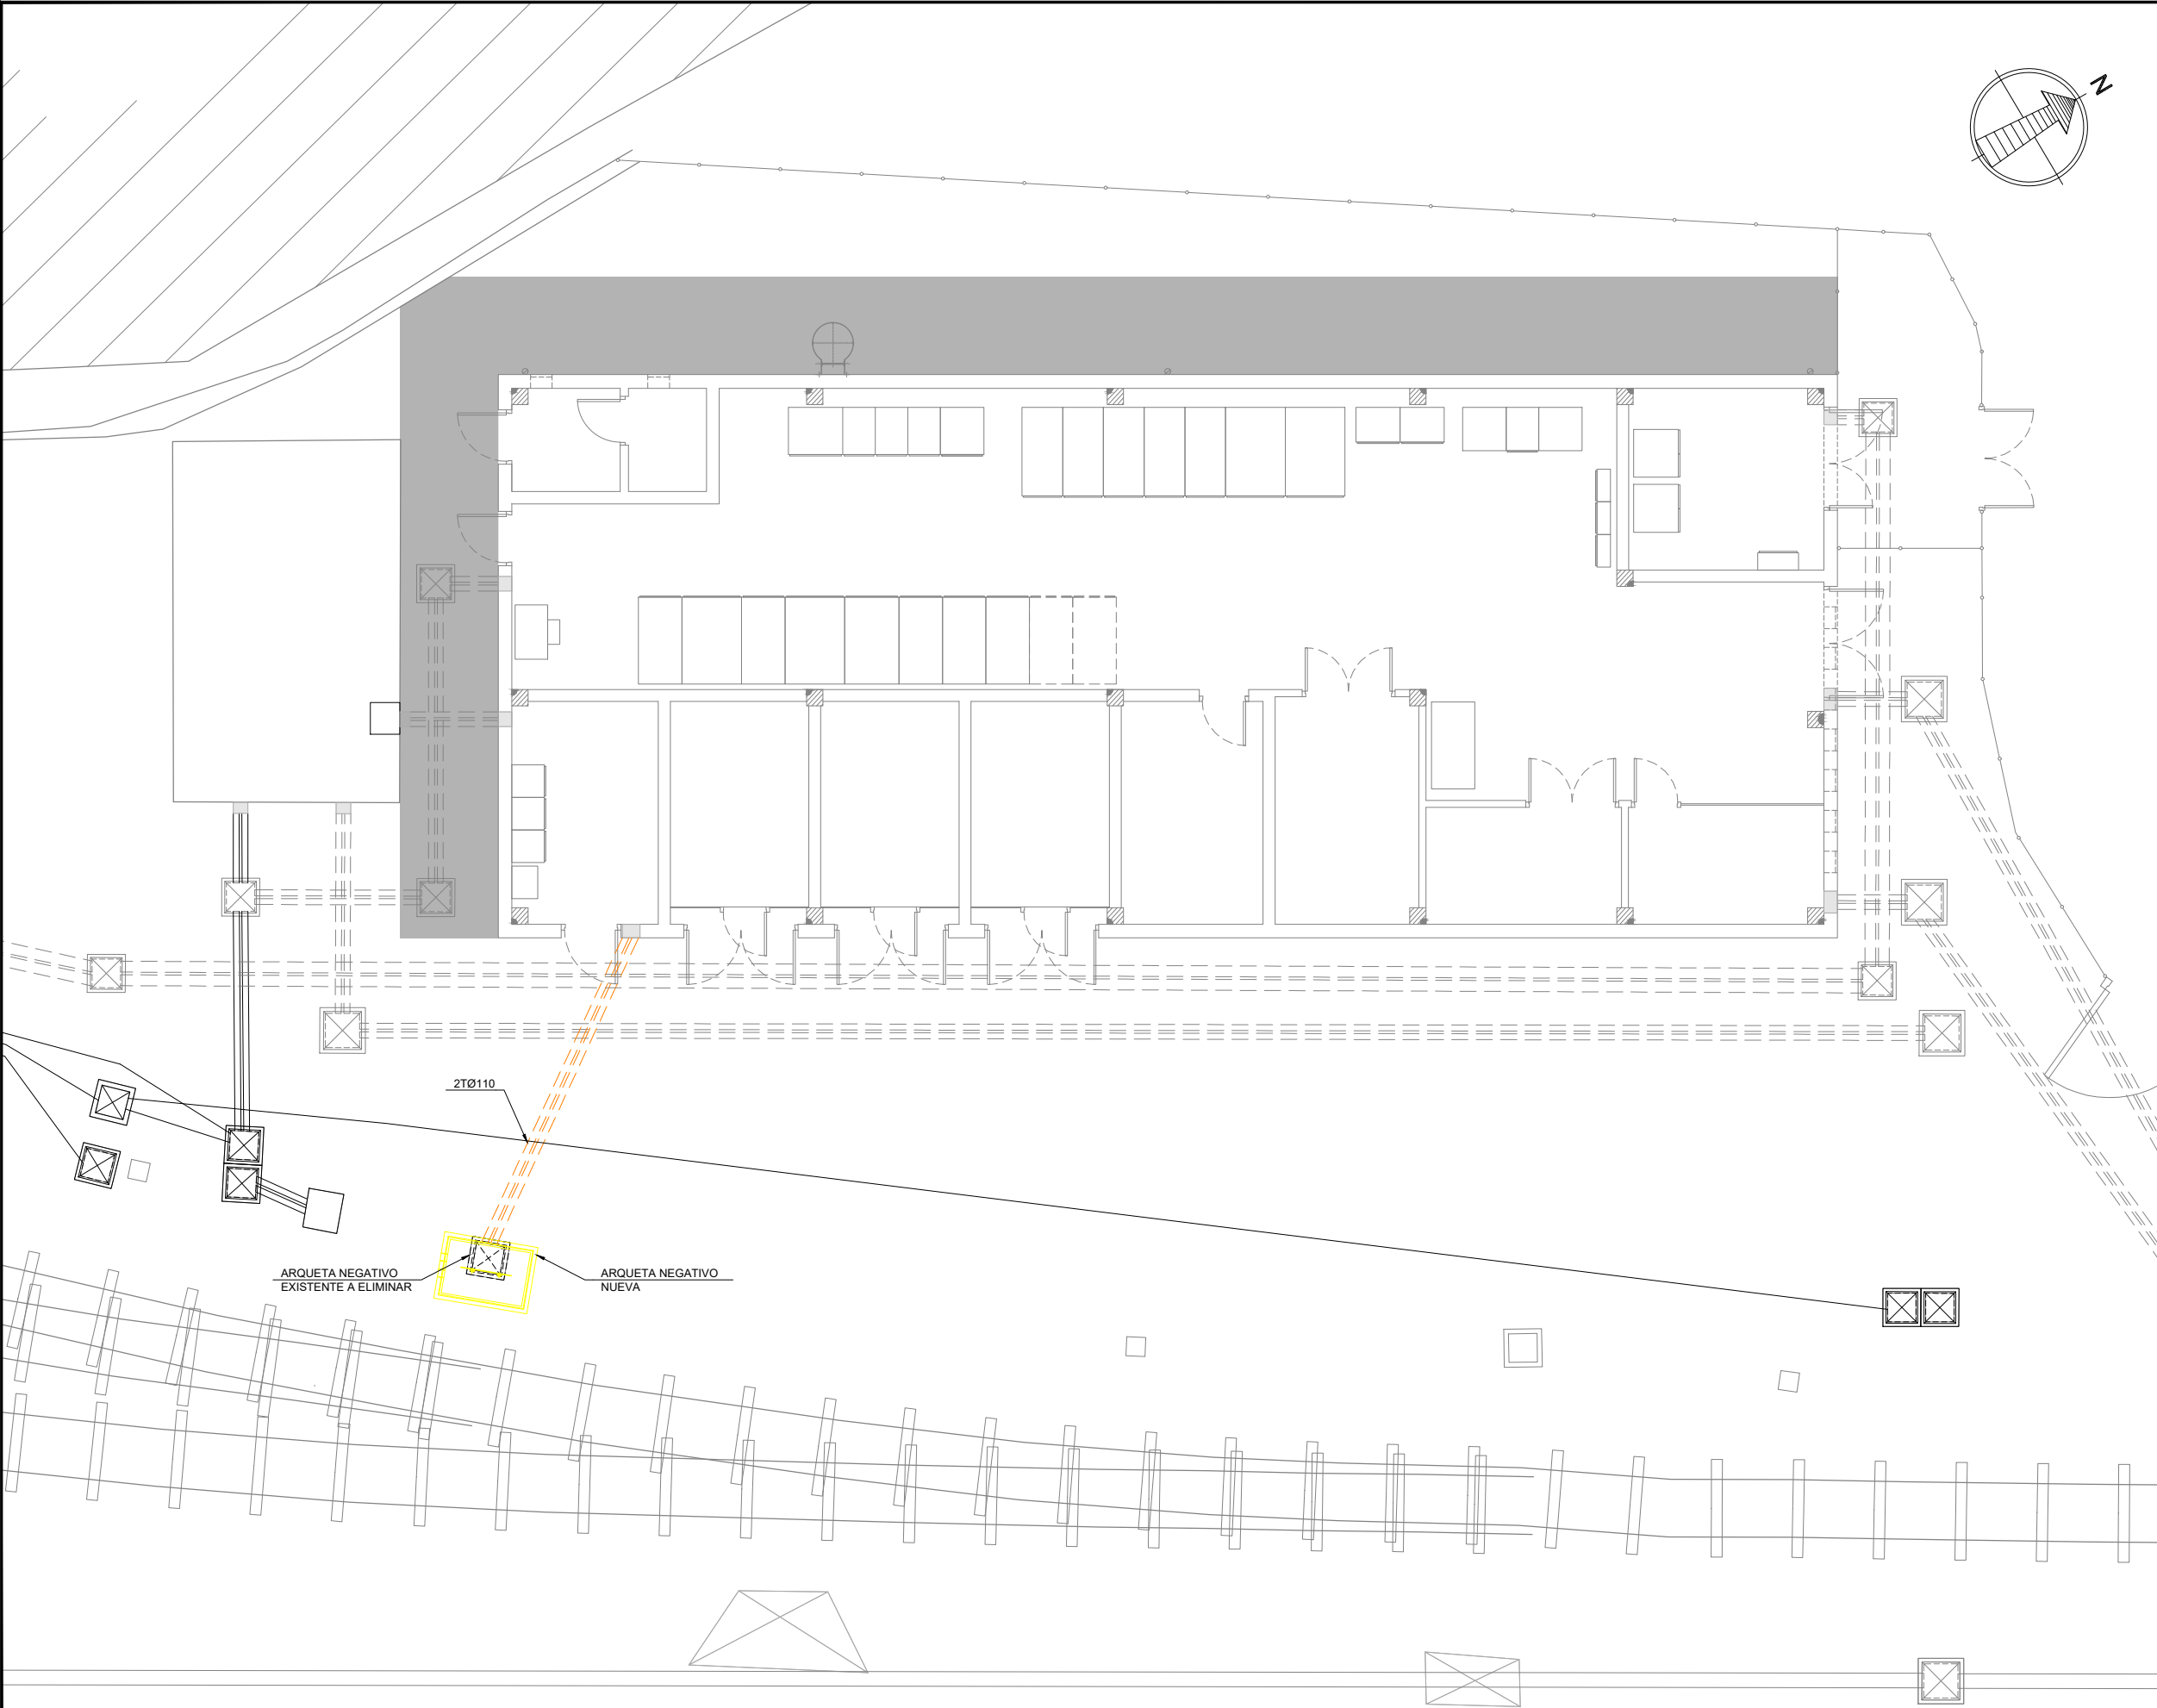 N
2TØ110
ARQUETA NEGATIVO
EXISTENTE A ELIMINAR
ARQUETA NEGATIVO
NUEVA